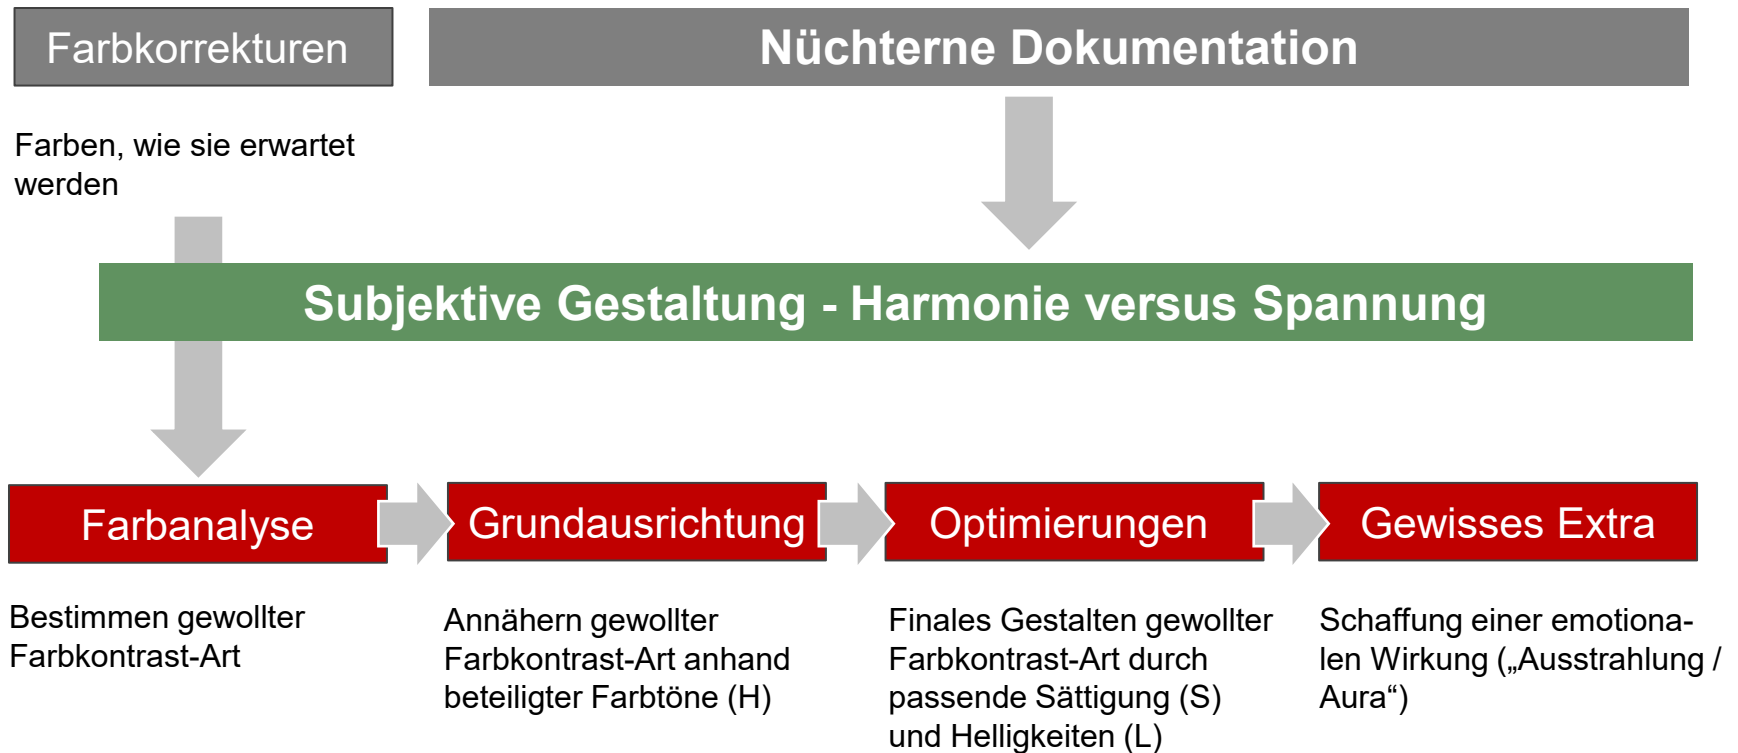 Farbkorrekturen
Nüchterne Dokumentation
Farben, wie sie erwartet
werden
Subjektive Gestaltung - Harmonie versus Spannung
Farbanalyse
Grundausrichtung
Optimierungen
Gewisses Extra
Bestimmen gewollter
Farbkontrast-Art
Annähern gewollter
Farbkontrast-Art anhand
beteiligter Farbtöne (H)
Finales Gestalten gewollter
Farbkontrast-Art durch
passende Sättigung (S)
und Helligkeiten (L)
Schaffung einer emotiona-
len Wirkung („Ausstrahlung /
Aura“)